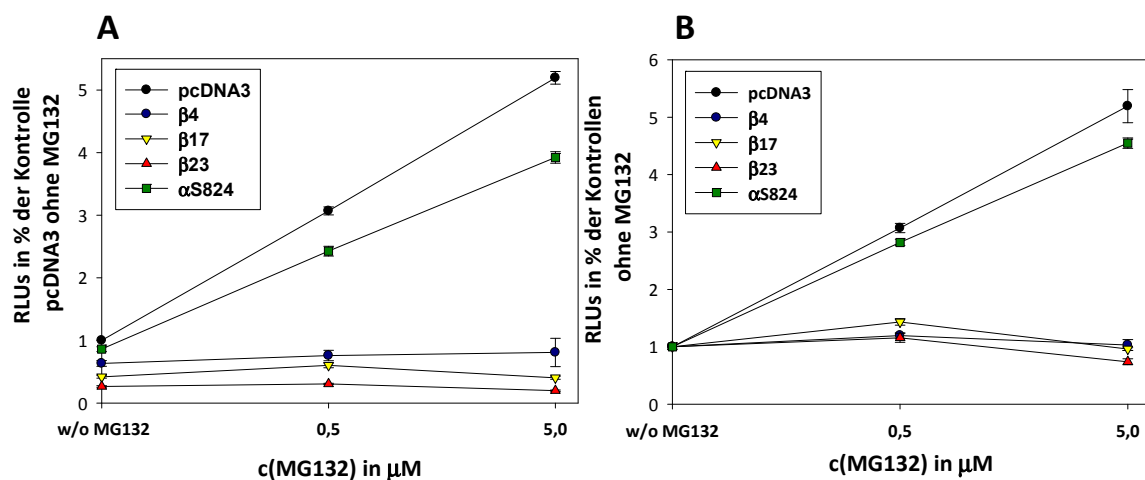 A
RLUs in % der Kontrolle
pcDNA3 ohne MG132
5
4
3
2
1
0
pcDNA3
β4
β17
β23
αS824
w/o MG132
0,5
5,0
c(MG132) in μM
B
RLUs in % der Kontrollen
ohne MG132
6
5
4
3
2
1
0
pcDNA3
β4
β17
β23
αS824
w/o MG132
0,5
5,0
c(MG132) in μM